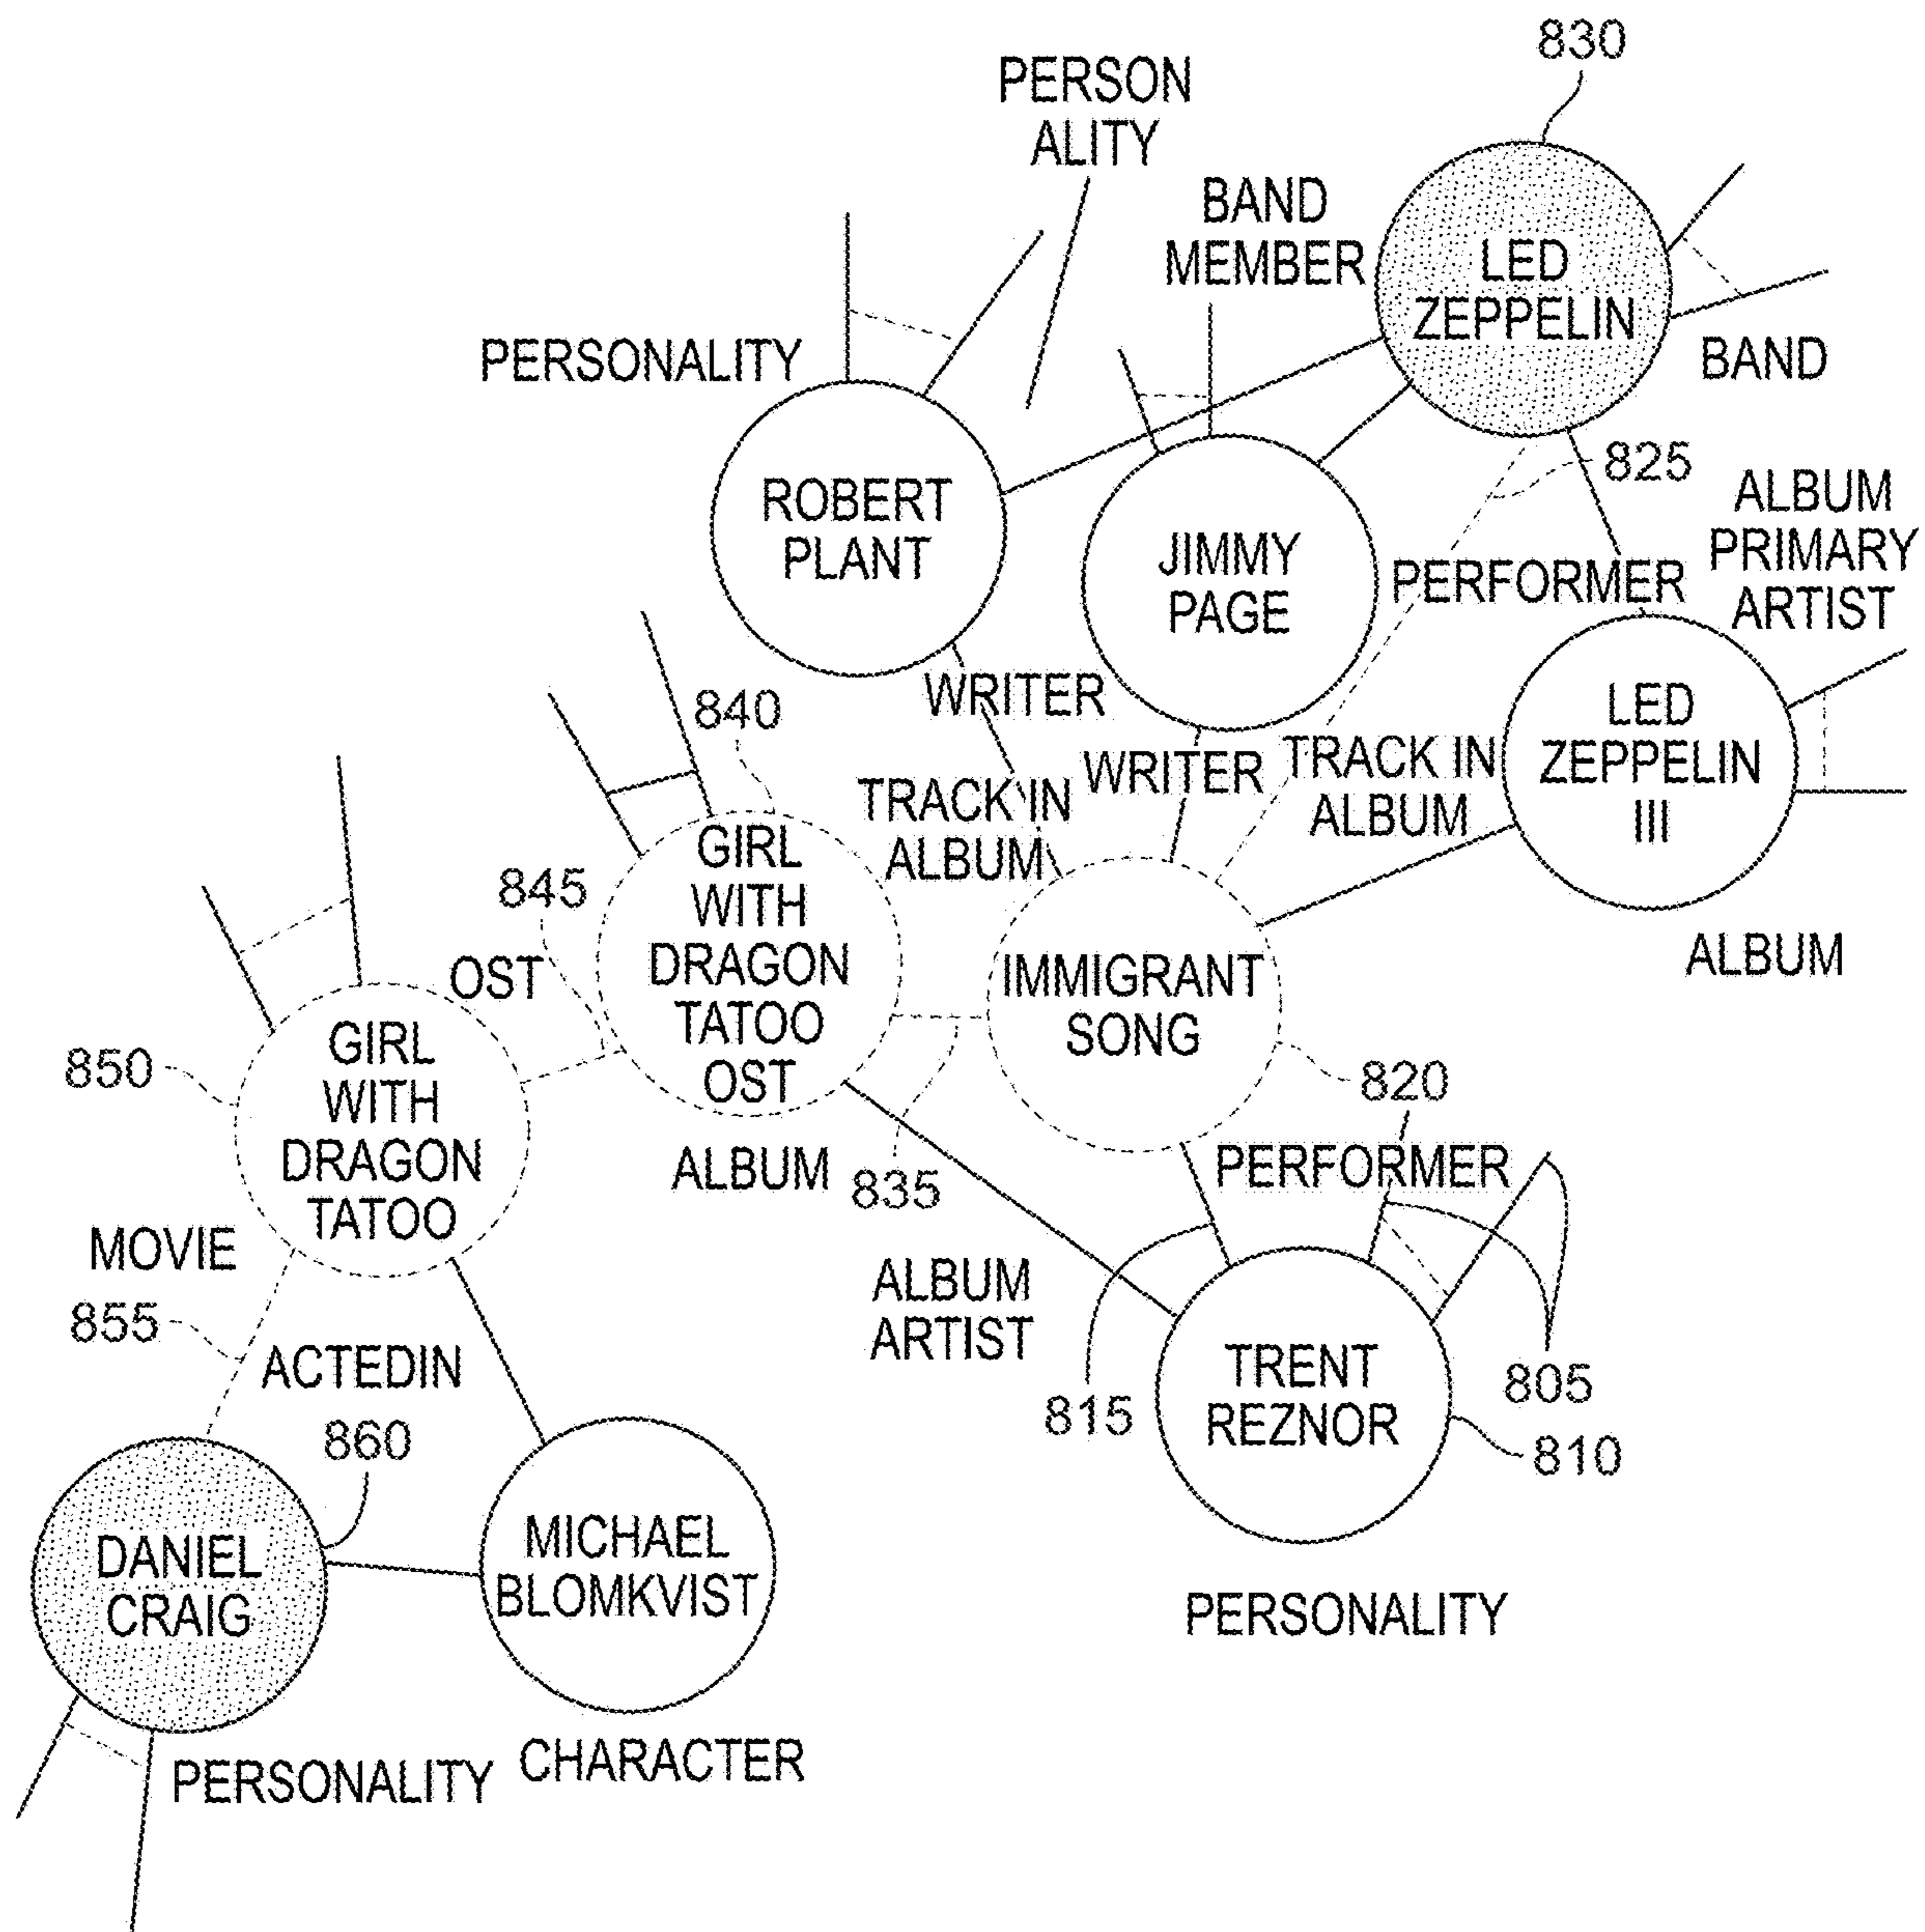 830
PERSON
ALITY
BAND
MEMBER
LED
ZEPPELIN
PERSONALITY
BAND
825
ROBERT
PLANT
JIMMY
PAGE
PERFORMER
ALBUM
PRIMARY
ARTIST
WRITER
840
LED
ZEPPELIN
III
TRACK IN
ALBUM
WRITER
TRACK IN
ALBUM
GIRL
WITH
DRAGON
TATOO
OST
845
OST
IMMIGRANT
SONG
ALBUM
850
GIRL
WITH
DRAGON
TATOO
820
ALBUM
835
PERFORMER
MOVIE
855
ACTEDIN
ALBUM
ARTIST
815
TRENT
REZNOR
805
810
860
DANIEL
CRAIG
MICHAEL
BLOMKVIST
PERSONALITY
PERSONALITY
CHARACTER